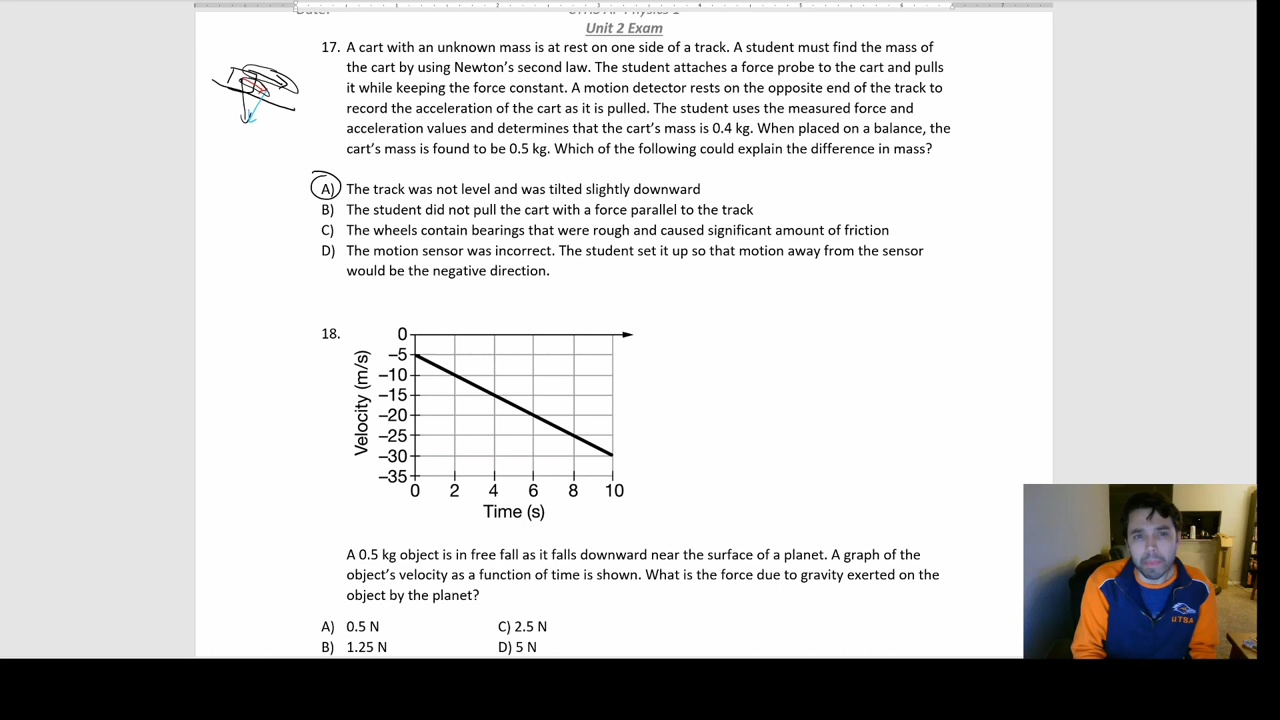 Unit 2 Exam
17. A cart with an unknown mass is at rest on one side of a track. A student must find the mass of
the cart by using Newton's second law. The student attaches a force probe to the cart and pulls
it while keeping the force constant. A motion detector rests on the opposite end of the track to
record the acceleration of the cart as it is pulled. The student uses the measured force and
acceleration values and determines that the cart's mass is 0.4 kg. When placed on a balance, the
cart's mass is found to be 0.5 kg. Which of the following could explain the difference in mass?
A) The track was not level and was tilted slightly downward
B) The student did not pull the cart with a force parallel to the track
C) The wheels contain bearings that were rough and caused significant amount of friction
D) The motion sensor was incorrect. The student set it up so that motion away from the sensor
would be the negative direction.
18.
0
–5
–10
–15
–20
–25
–30
–35
Velocity (m/s)
0 2 4 6 8 10
Time (s)
A 0.5 kg object is in free fall as it falls downward near the surface of a planet. A graph of the
object's velocity as a function of time is shown. What is the force due to gravity exerted on the
object by the planet?
A) 0.5 N C) 2.5 N
B) 1.25 N D) 5 N
UTSA